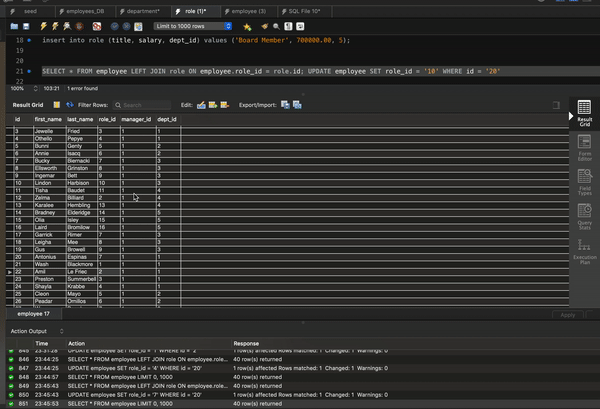 seed employees_DB department* role (1)* employee (3) SQL File 10*
Limit to 1000 rows
18 insert into role (title, salary, dept_id) values ('Board Member', 700000.00, 5);
19
20
21 SELECT * FROM employee LEFT JOIN role ON employee.role_id = role.id; UPDATE employee SET role_id = '10' WHERE id = '20'
22
100% 103:21 1 error found
Result Grid Filter Rows: Search Edit: Export/Import:
id first_name last_name role_id manager_id dept_id
3 Jewelle Fried 3 1 1
4 Othello Pepye 4 1 1
5 Bunni Genty 5 1 2
6 Annie Isacq 6 1 2
7 Bucky Biernacki 7 1 3
8 Ellsworth Grinston 8 1 3
9 Ingemar Bett 9 1 3
10 Lindon Harbison 10 1 3
11 Tisha Baudet 11 1 4
12 Zelma Billiard 2 1 4
13 Karalee Hembling 13 1 4
14 Bradney Elderidge 14 1 5
15 Olia Isley 15 1 5
16 Laird Bromilow 16 1 5
17 Garrick Rimer 7 1 3
18 Leigha Mee 8 1 3
19 Gus Browell 9 1 3
20 Antonius Espinas 7 1 1
21 Wash Blackmore 1 1 1
22 Amii Le Friec 2 1 1
23 Preston Summerbell 3 1 1
24 Shayla Krabbe 4 1 1
25 Cleon Mayo 5 1 2
26 Peadar Ornilloe 6 1 2
Result
Grid
Form
Editor
Field
Types
Query
Stats
Execution
Plan
employee 17 Apply
Action Output
Time Action Response
845 23:31:28 UPDATE employee SET role_id = '1' WHERE id = '2' 1 row(s) affected Rows matched: 1 Changed: 1 Warnings: 0
846 23:44:25 SELECT * FROM employee LEFT JOIN role ON employee.role... 40 row(s) returned
847 23:44:25 UPDATE employee SET role_id = '4' WHERE id = '20' 1 row(s) affected Rows matched: 1 Changed: 1 Warnings: 0
848 23:44:57 SELECT * FROM employee LIMIT 0, 1000 40 row(s) returned
849 23:45:43 SELECT * FROM employee LEFT JOIN role ON employee.role... 40 row(s) returned
850 23:45:43 UPDATE employee SET role_id = '7' WHERE id = '20' 1 row(s) affected Rows matched: 1 Changed: 1 Warnings: 0
851 23:45:53 SELECT * FROM employee LIMIT 0, 1000 40 row(s) returned